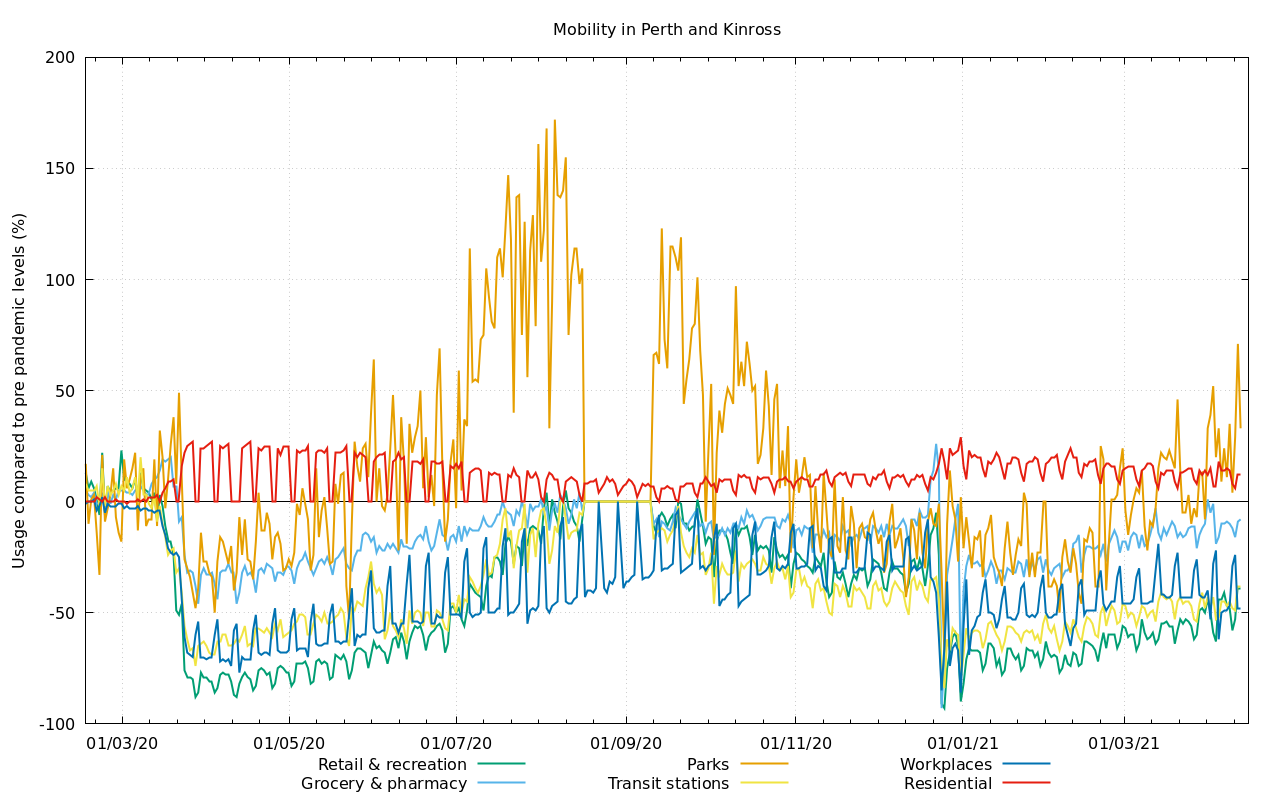 Mobility in Perth and Kinross
Usage compared to pre pandemic levels (%)
200
150
100
50
0
-50
-100
01/03/20 01/05/20 01/07/20 01/09/20 01/11/20 01/01/21 01/03/21
Retail & recreation Parks Workplaces
Grocery & pharmacy Transit stations Residential